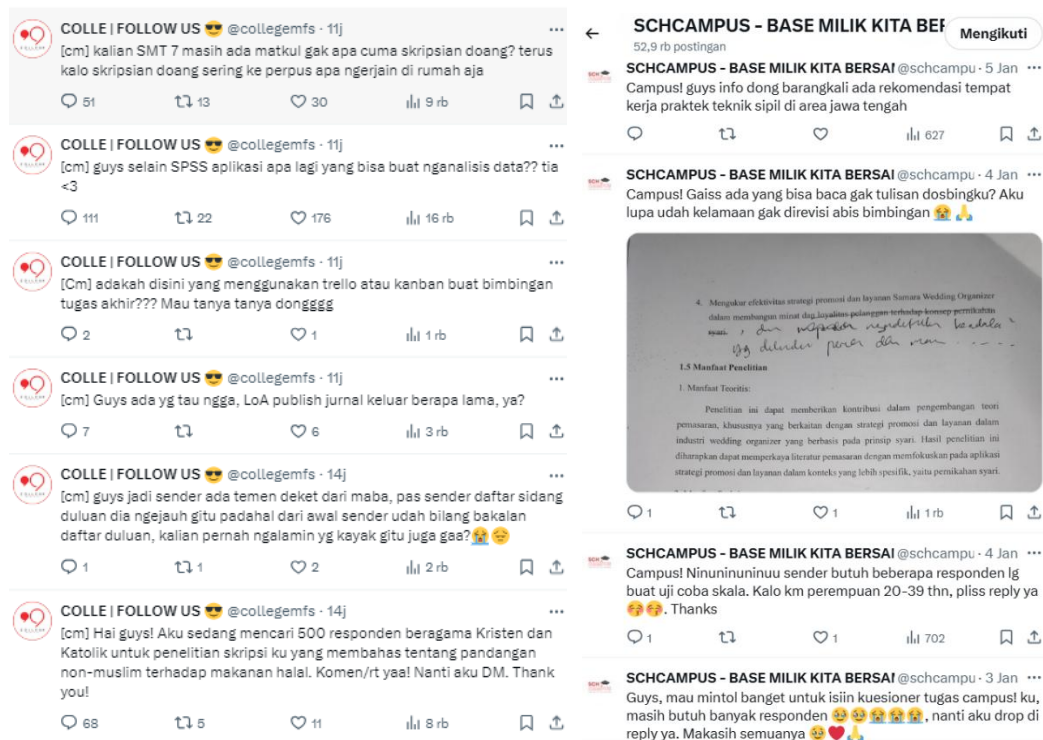 COLLE | FOLLOW US 😎 @collegemfs · 11j
[cm] kalian SMT 7 masih ada matkul gak apa cuma skripsian doang? terus
kalo skripsian doang sering ke perpus apa ngerjain di rumah aja
51 13 30 9 rb
COLLE | FOLLOW US 😎 @collegemfs · 11j
[cm] guys selain SPSS aplikasi apa lagi yang bisa buat nganalisis data?? tia
<3
111 22 176 16 rb
COLLE | FOLLOW US 😎 @collegemfs · 11j
[Cm] adakah disini yang menggunakan trello atau kanban buat bimbingan
tugas akhir??? Mau tanya tanya dongggg
2 1 1 rb
COLLE | FOLLOW US 😎 @collegemfs · 11j
[cm] Guys ada yg tau ngga, LoA publish jurnal keluar berapa lama, ya?
7 6 3 rb
COLLE | FOLLOW US 😎 @collegemfs · 14j
[cm] guys jadi sender ada temen deket dari maba, pas sender daftar sidang
duluan dia ngejauh gitu padahal dari awal sender udah bilang bakalan
daftar duluan, kalian pernah ngalamin yg kayak gitu juga gaa?😭😔
1 1 2 2 rb
COLLE | FOLLOW US 😎 @collegemfs · 14j
[cm] Hai guys! Aku sedang mencari 500 responden beragama Kristen dan
Katolik untuk penelitian skripsi ku yang membahas tentang pandangan
non-muslim terhadap makanan halal. Komen/rt yaa! Nanti aku DM. Thank
you!
68 5 11 8 rb
SCHCAMPUS - BASE MILIK KITA BER
Mengikuti
52,9 rb postingan
SCHCAMPUS - BASE MILIK KITA BERSAI @schcampu · 5 Jan
Campus! guys info dong barangkali ada rekomendasi tempat
kerja praktek teknik sipil di area jawa tengah
627
SCHCAMPUS - BASE MILIK KITA BERSAI @schcampu · 4 Jan
Campus! Gaiss ada yang bisa baca gak tulisan dosbingku? Aku
lupa udah kelamaan gak direvisi abis bimbingan 😭🙏
4. Mengukur efektivitas strategi promosi dan layanan Samara Wedding Organizer
dalam membangun minat dan loyalitas pelanggan terhadap konsep pernikahan
syari.
1.5 Manfaat Penelitian
1. Manfaat Teoritis:
Penelitian ini dapat memberikan kontribusi dalam pengembangan teori
pemasaran, khususnya yang berkaitan dengan strategi promosi dan layanan dalam
industri wedding organizer yang berbasis pada prinsip syari. Hasil penelitian ini
diharapkan dapat memperkaya literatur pemasaran dengan memfokuskan pada aplikasi
strategi promosi dan layanan dalam konteks yang lebih spesifik, yaitu pernikahan syari.
1 1 1 rb
SCHCAMPUS - BASE MILIK KITA BERSAI @schcampu · 4 Jan
Campus! Ninuninuninuu sender butuh beberapa responden lg
buat uji coba skala. Kalo km perempuan 20-39 thn, pliss reply ya
😚😚. Thanks
1 1 702
SCHCAMPUS - BASE MILIK KITA BERSAI @schcampu · 3 Jan
Guys, mau mintol banget untuk isiin kuesioner tugas campus! ku,
masih butuh banyak responden 🥹🥹😭😭😭, nanti aku drop di
reply ya. Makasih semuanya 🥹❤️🙏